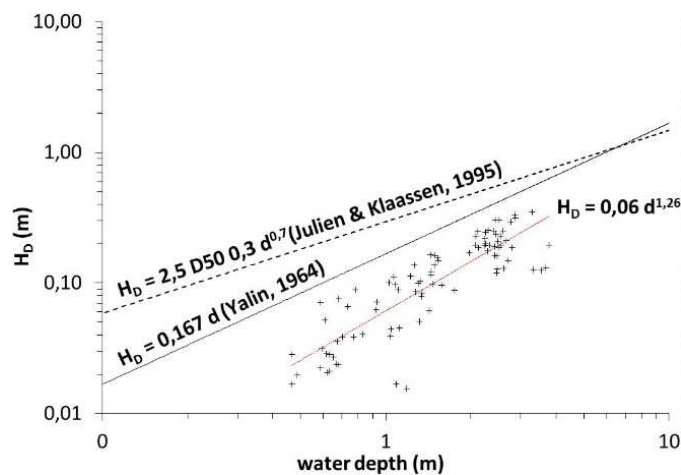 10,00
1,00
0,10
0,01
H_D (m)
H_D = 2,5 D50 0,3 d^0,7 (Julien & Klaassen, 1995)
H_D = 0,167 d (Yalin, 1964)
H_D = 0,06 d^1,26
0 1 10
water depth (m)